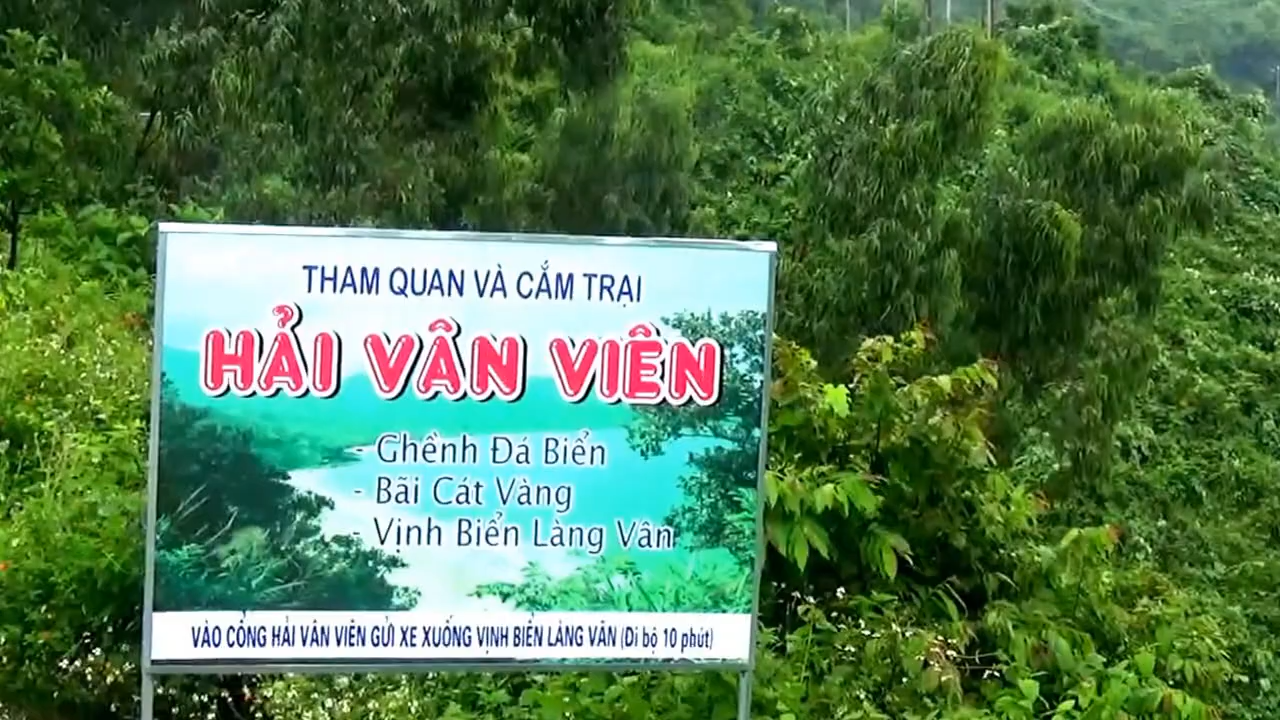 THAM QUAN VÀ CẮM TRẠI
HẢI VÂN VIÊN
- Ghềnh Đá Biển
- Bãi Cát Vàng
- Vịnh Biển Làng Vân
VÀO CỔNG HẢI VÂN VIÊN GỬI XE XUỐNG VỊNH BIỂN LÀNG VÂN (Đi bộ 10 phút)